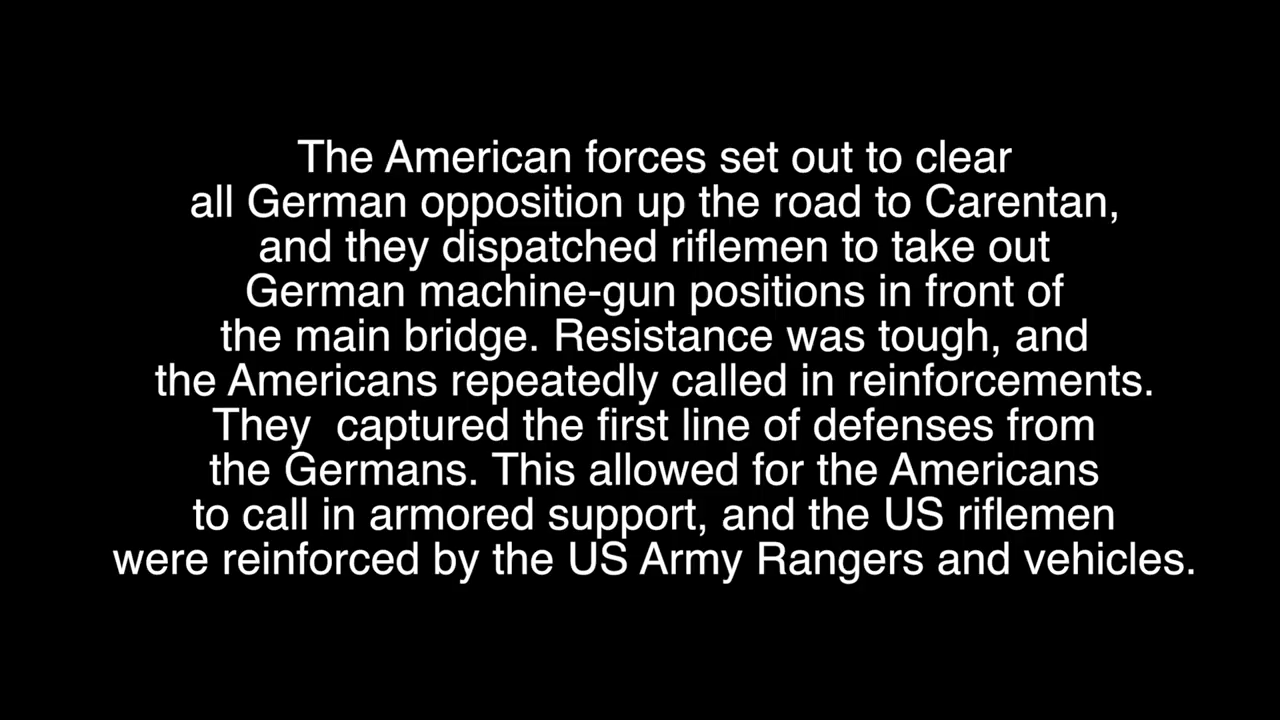 The American forces set out to clear
all German opposition up the road to Carentan,
and they dispatched riflemen to take out
German machine-gun positions in front of
the main bridge. Resistance was tough, and
the Americans repeatedly called in reinforcements.
They  captured the first line of defenses from
the Germans. This allowed for the Americans
to call in armored support, and the US riflemen
were reinforced by the US Army Rangers and vehicles.